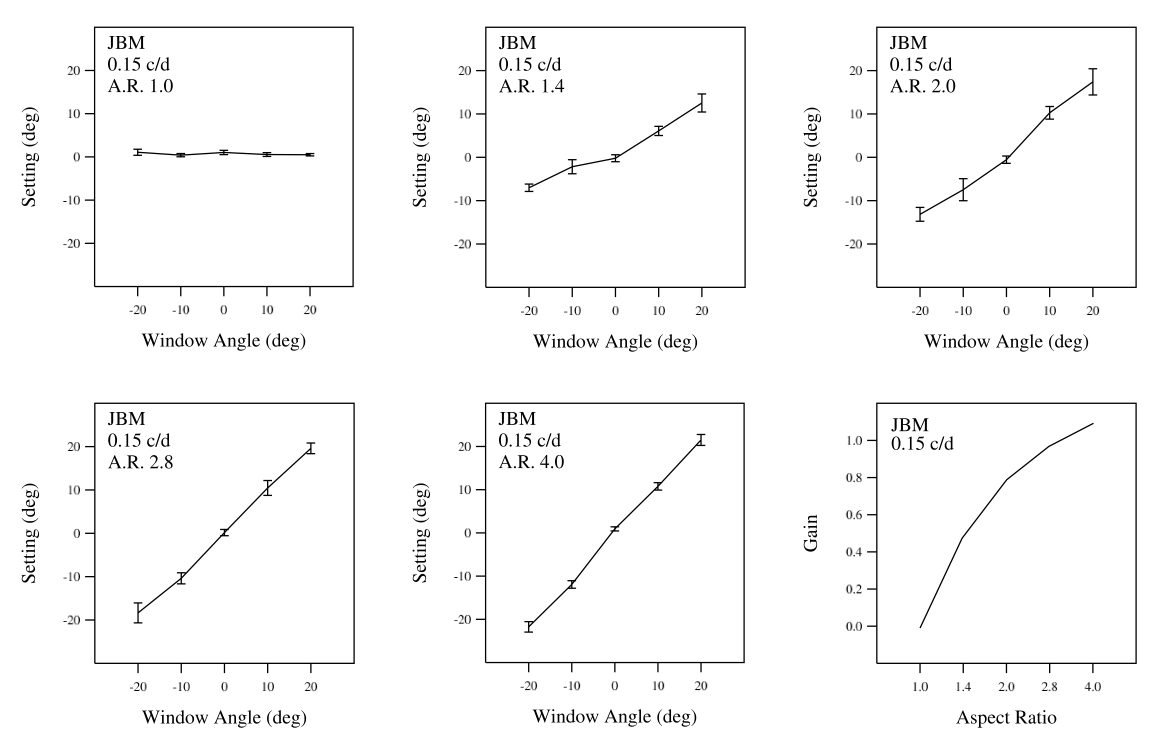 JBM
0.15 c/d
A.R. 1.0
20
10
0
-10
-20
Setting (deg)
-20 -10 0 10 20
Window Angle (deg)
JBM
0.15 c/d
A.R. 1.4
20
10
0
-10
-20
Setting (deg)
-20 -10 0 10 20
Window Angle (deg)
JBM
0.15 c/d
A.R. 2.0
20
10
0
-10
-20
Setting (deg)
-20 -10 0 10 20
Window Angle (deg)
JBM
0.15 c/d
A.R. 2.8
20
10
0
-10
-20
Setting (deg)
-20 -10 0 10 20
Window Angle (deg)
JBM
0.15 c/d
A.R. 4.0
20
10
0
-10
-20
Setting (deg)
-20 -10 0 10 20
Window Angle (deg)
JBM
0.15 c/d
1.0
0.8
0.6
0.4
0.2
0.0
Gain
1.0 1.4 2.0 2.8 4.0
Aspect Ratio